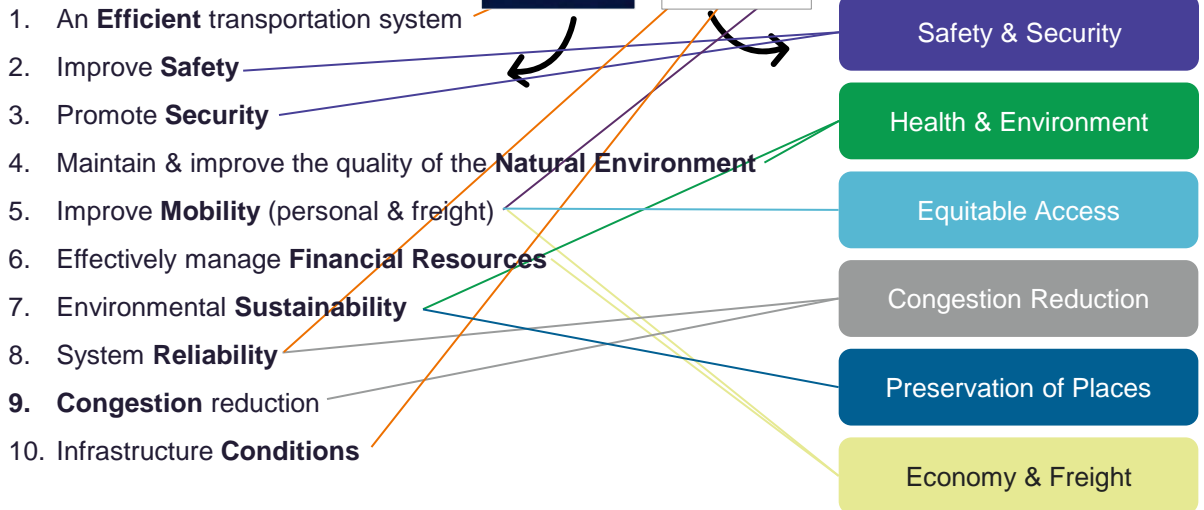 1. An Efficient transportation system
2. Improve Safety
3. Promote Security
4. Maintain & improve the quality of the Natural Environment
5. Improve Mobility (personal & freight)
6. Effectively manage Financial Resources
7. Environmental Sustainability
8. System Reliability
9. Congestion reduction
10. Infrastructure Conditions
Safety & Security
Health & Environment
Equitable Access
Congestion Reduction
Preservation of Places
Economy & Freight